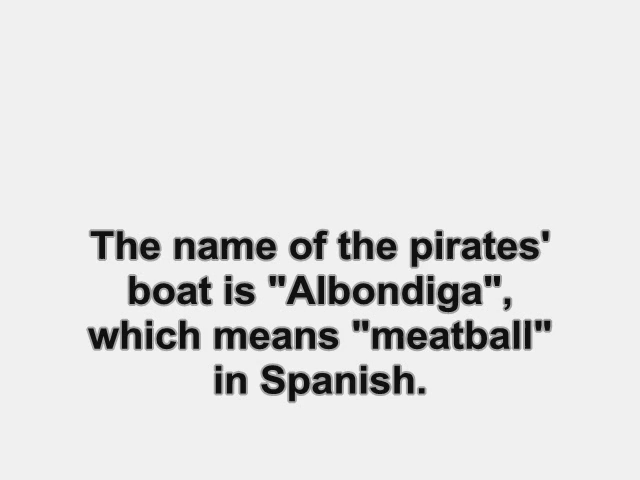 The name of the pirates'
boat is "Albondiga",
which means "meatball"
in Spanish.